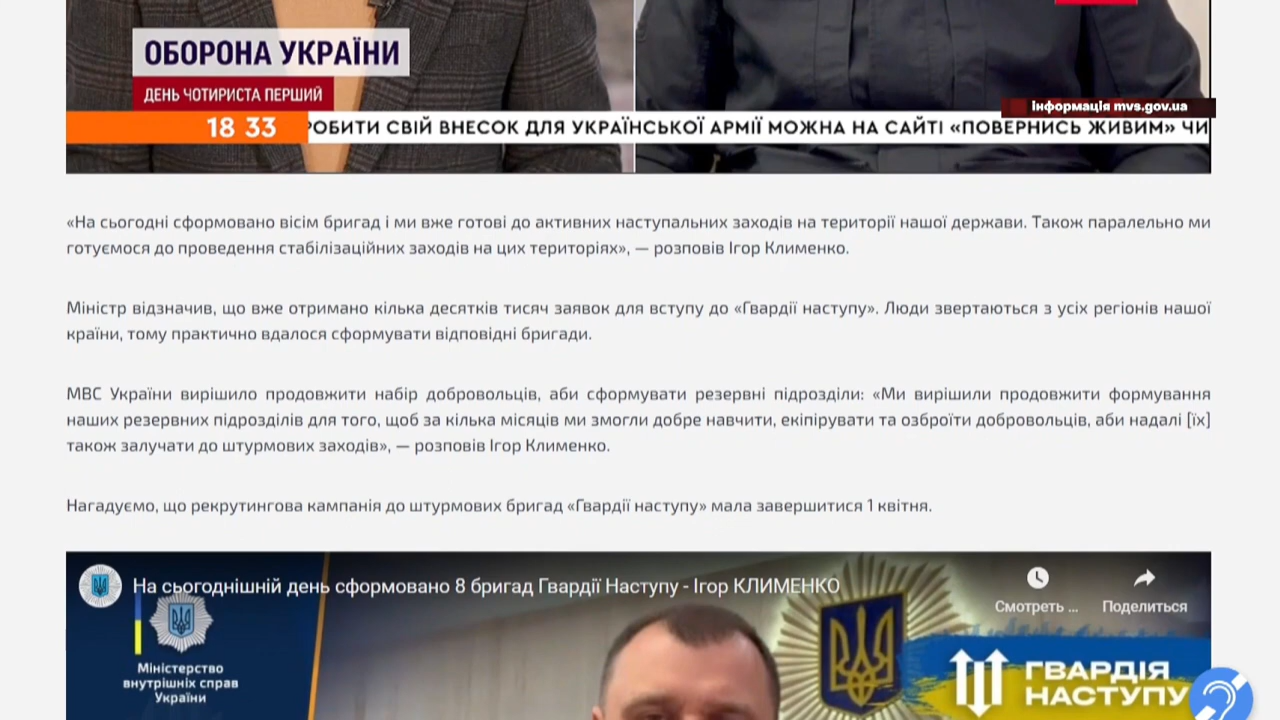 ОБОРОНА УКРАЇНИ
ДЕНЬ ЧОТИРИСТА ПЕРШИЙ
Інформація mvs.gov.ua
18 33 РОБИТИ СВІЙ ВНЕСОК ДЛЯ УКРАЇНСЬКОЇ АРМІЇ МОЖНА НА САЙТІ «ПОВЕРНИСЬ ЖИВИМ» ЧИ
«На сьогодні сформовано вісім бригад і ми вже готові до активних наступальних заходів на території нашої держави. Також паралельно ми
готуємося до проведення стабілізаційних заходів на цих територіях», — розповів Ігор Клименко.
Міністр відзначив, що вже отримано кілька десятків тисяч заявок для вступу до «Гвардії наступу». Люди звертаються з усіх регіонів нашої
країни, тому практично вдалося сформувати відповідні бригади.
МВС України вирішило продовжити набір добровольців, аби сформувати резервні підрозділи: «Ми вирішили продовжити формування
наших резервних підрозділів для того, щоб за кілька місяців ми змогли добре навчити, екіпірувати та озброїти добровольців, аби надалі [їх]
також залучати до штурмових заходів», — розповів Ігор Клименко.
Нагадуємо, що рекрутингова кампанія до штурмових бригад «Гвардії наступу» мала завершитися 1 квітня.
На сьогоднішній день сформовано 8 бригад Гвардії Наступу - Ігор КЛИМЕНКО
Смотреть ...
Поделиться
Міністерство
внутрішніх справ
України
ГВАРДІЯ
НАСТУПУ